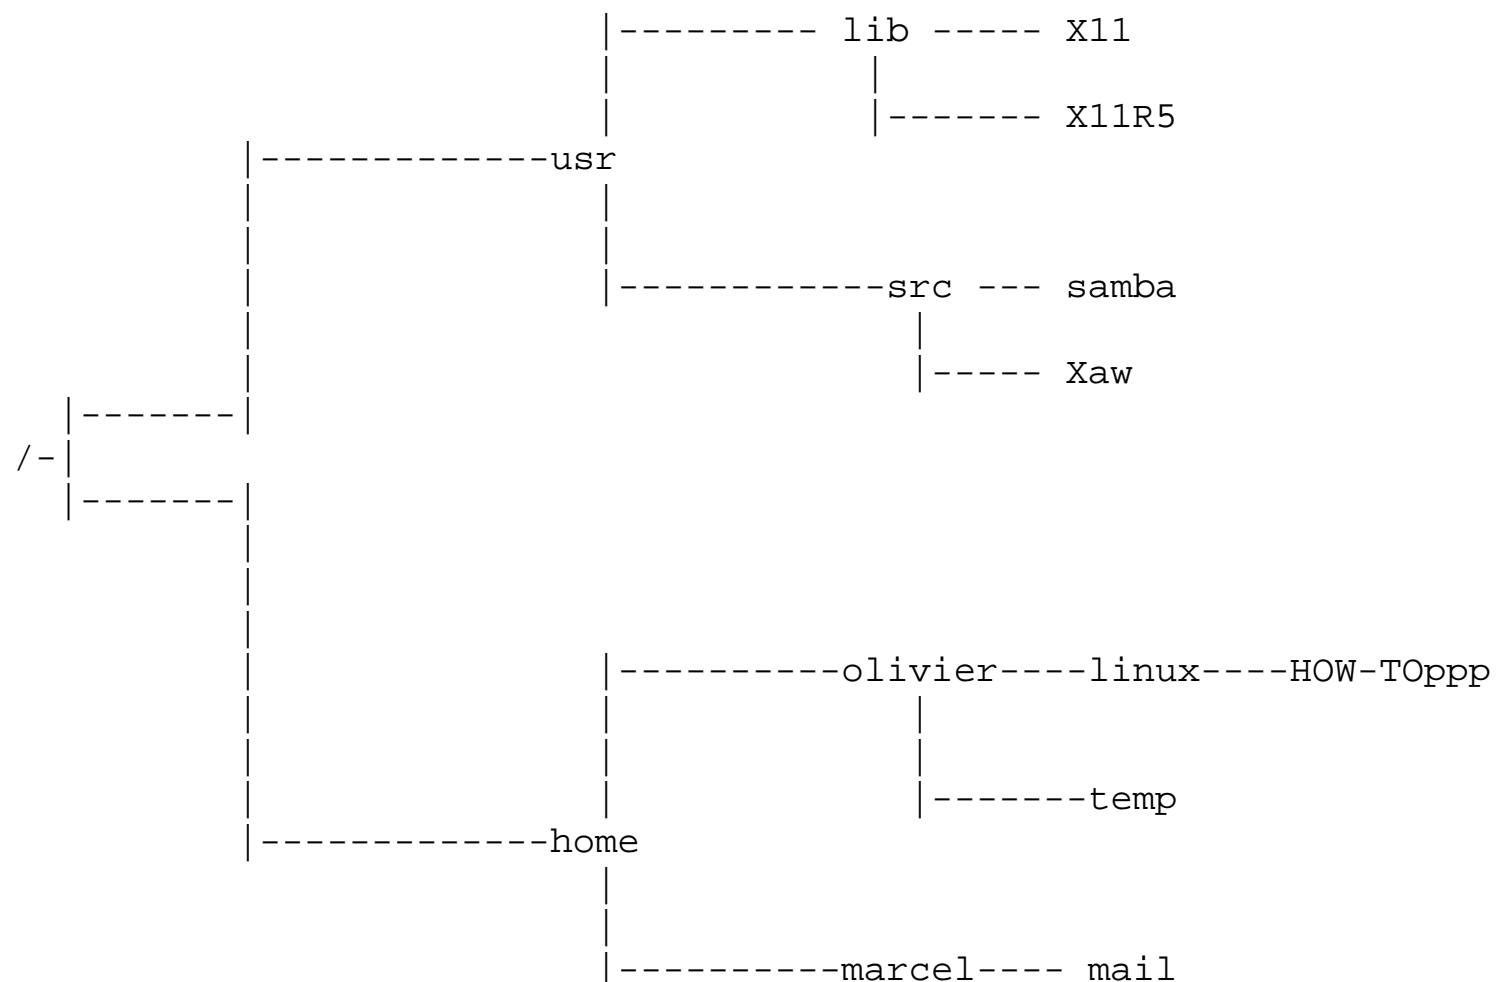 |--------- lib ----- X11
|            |
|            |------- X11R5
|-------------usr
|                |
|                |
|                |------------src --- samba
|                              |
|                              |----- Xaw
|-------|
/-|
|-------|
|
|
|
|                |----------olivier----linux----HOW-TOppp
|                |             |
|                |             |
|                |             |-------temp
|-------------home
|
|
|----------marcel---- mail